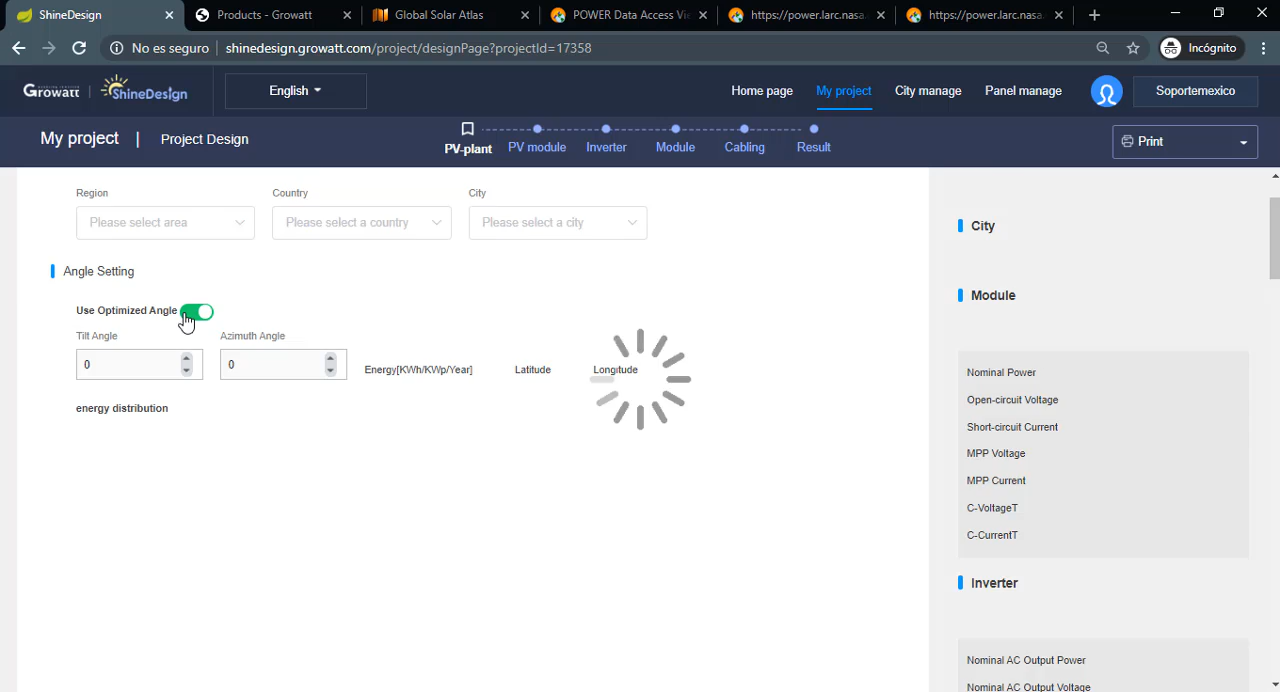 ShineDesign
Products - Growatt
Global Solar Atlas
POWER Data Access Vi
https://power.larc.nasa.
https://power.larc.nasa.
No es seguro
shinedesign.growatt.com/project/designPage?projectId=17358
Incógnito
Growatt
ShineDesign
English
Home page
My project
City manage
Panel manage
Soportemexico
My project | Project Design
PV-plant
PV module
Inverter
Module
Cabling
Result
Print
Region
Country
City
Please select area
Please select a country
Please select a city
Angle Setting
Use Optimized Angle
Tilt Angle
Azimuth Angle
0
0
Energy[KWh/KWp/Year]
Latitude
Longitude
energy distribution
City
Module
Nominal Power
Open-circuit Voltage
Short-circuit Current
MPP Voltage
MPP Current
C-VoltageT
C-CurrentT
Inverter
Nominal AC Output Power
Nominal AC Output Voltage